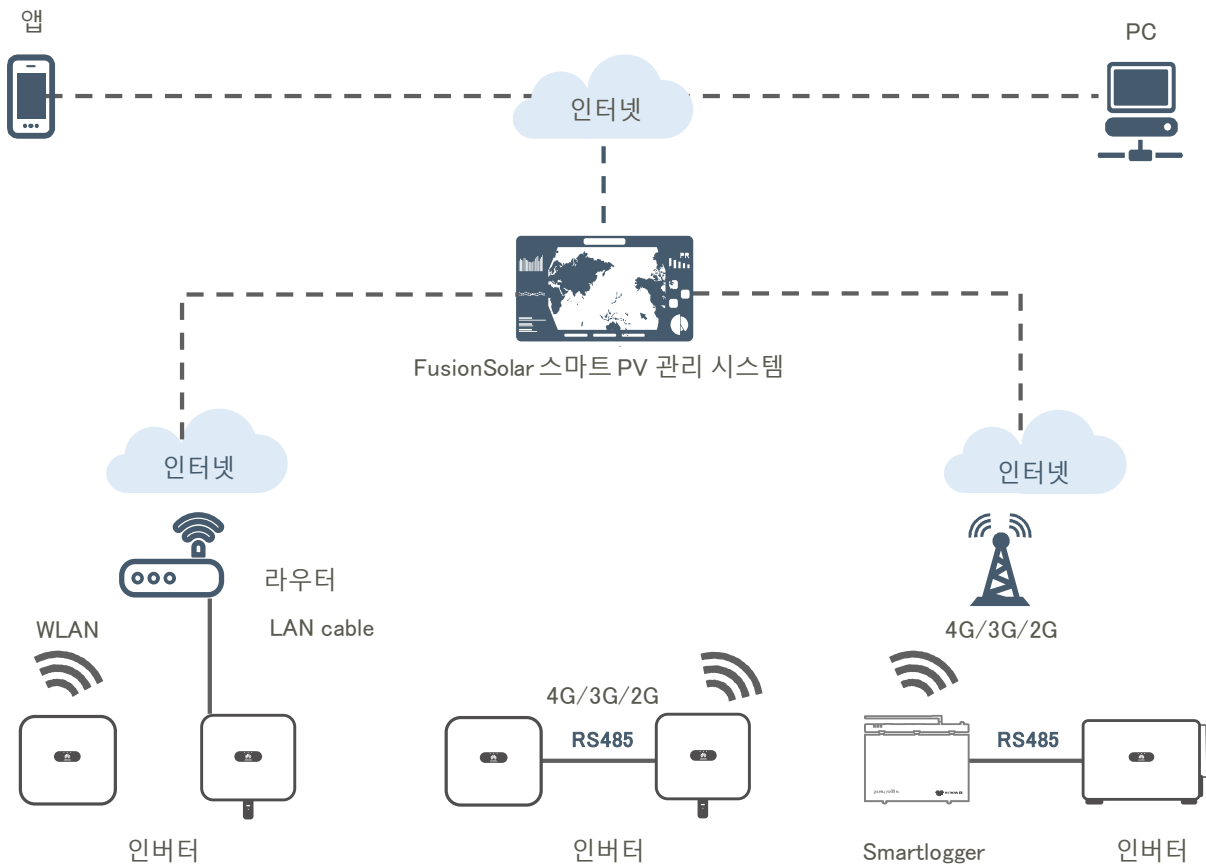 앱
PC
인터넷
PR
FusionSolar 스마트 PV 관리 시스템
인터넷
인터넷
라우터
LAN cable
WLAN
4G/3G/2G
4G/3G/2G
RS485
RS485
인버터
인버터
Smartlogger
인버터